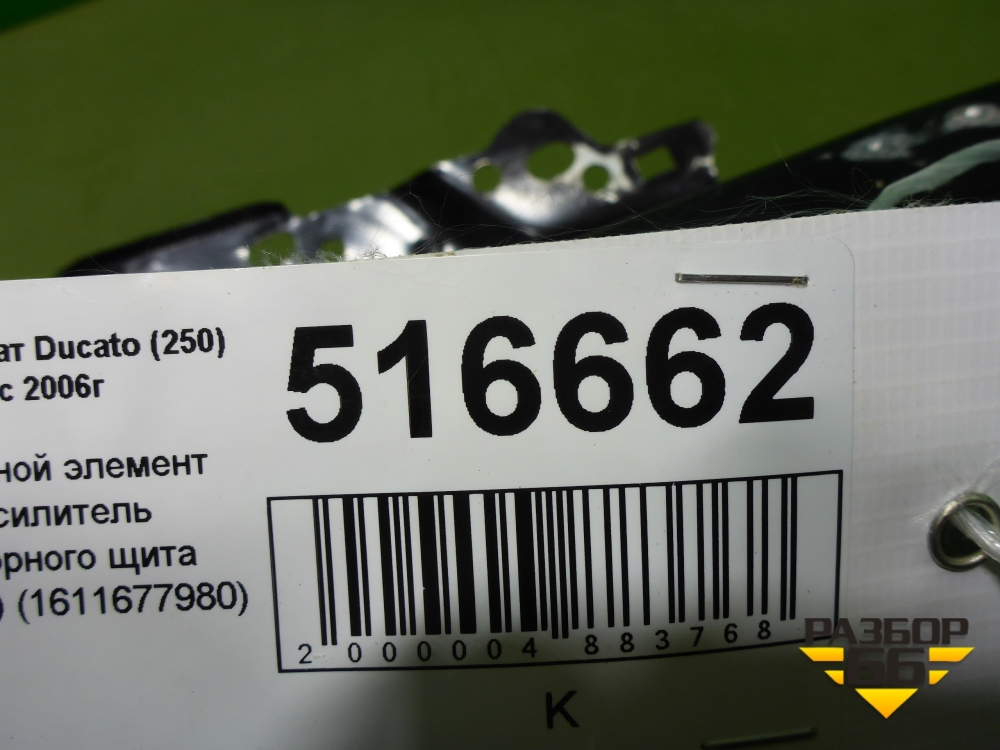 ат Ducato (250)
с 2006г
516662
ной элемент
силитель
орного щита
) (1611677980)
2 000004 883768
К
РАЗБОР
66